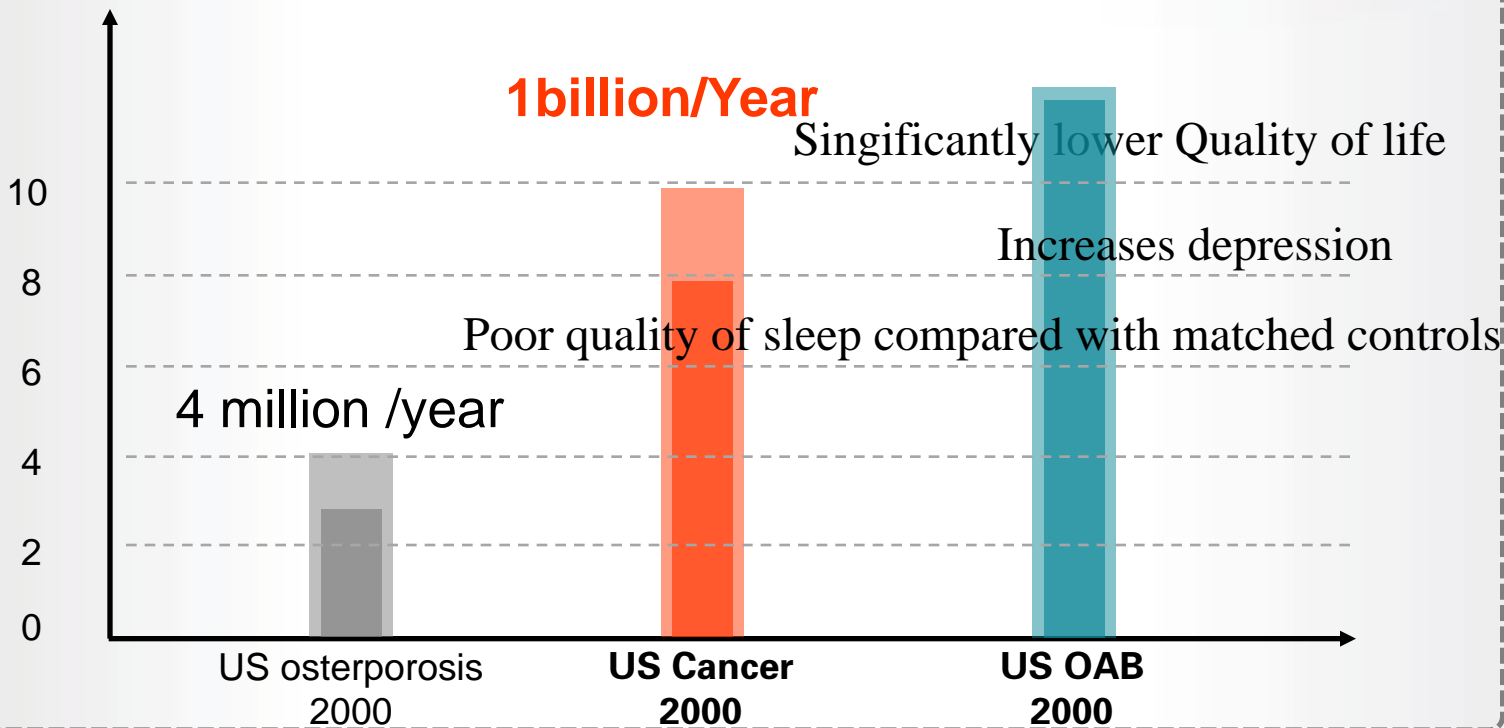 1billion/Year
Singificantly lower Quality of life
10
Increases depression
8
Poor quality of sleep compared with matched controls
6
4 million /year
4
2
0
US osterporosis
2000
US Cancer
2000
US OAB
2000